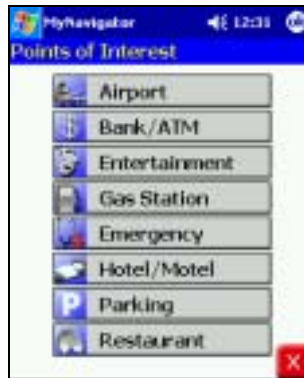 MyNavigator 12:31
Points of Interest
Airport
Bank/ATM
Entertainment
Gas Station
Emergency
Hotel/Motel
P Parking
Restaurant
X